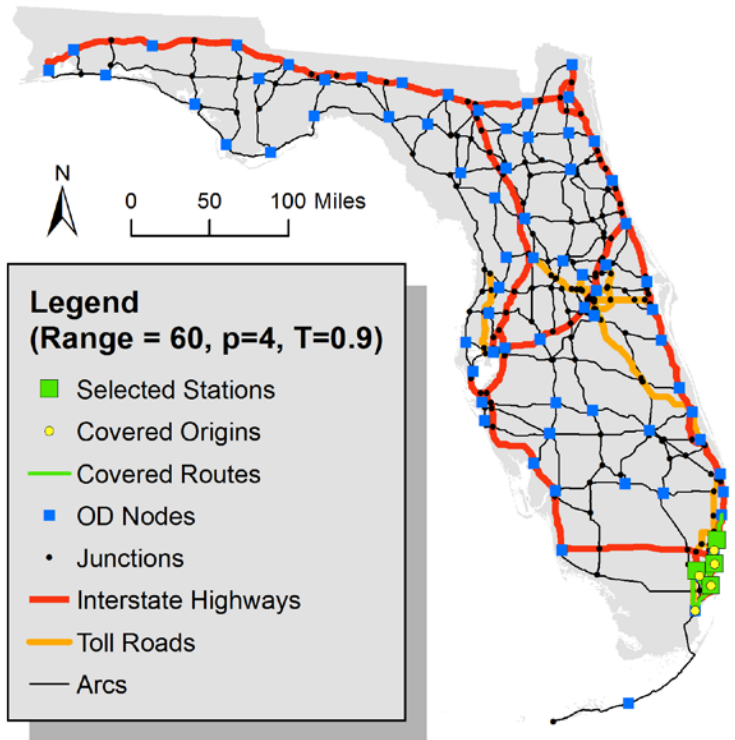 N
0 50 100 Miles
Legend
(Range = 60, p=4, T=0.9)
Selected Stations
Covered Origins
Covered Routes
OD Nodes
Junctions
Interstate Highways
Toll Roads
Arcs